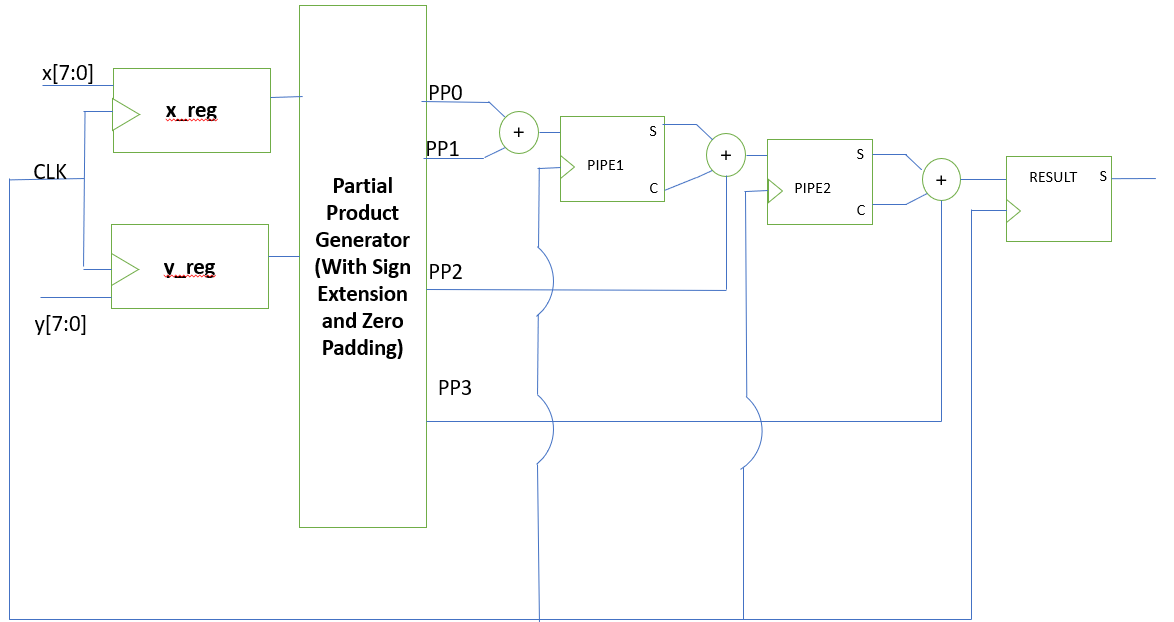 x[7:0]
x_reg
CLK
y_reg
y[7:0]
Partial
Product
Generator
(With Sign
Extension
and Zero
Padding)
PP0
PP1
PP2
PP3
+
S
PIPE1
C
+
S
PIPE2
C
+
RESULT S